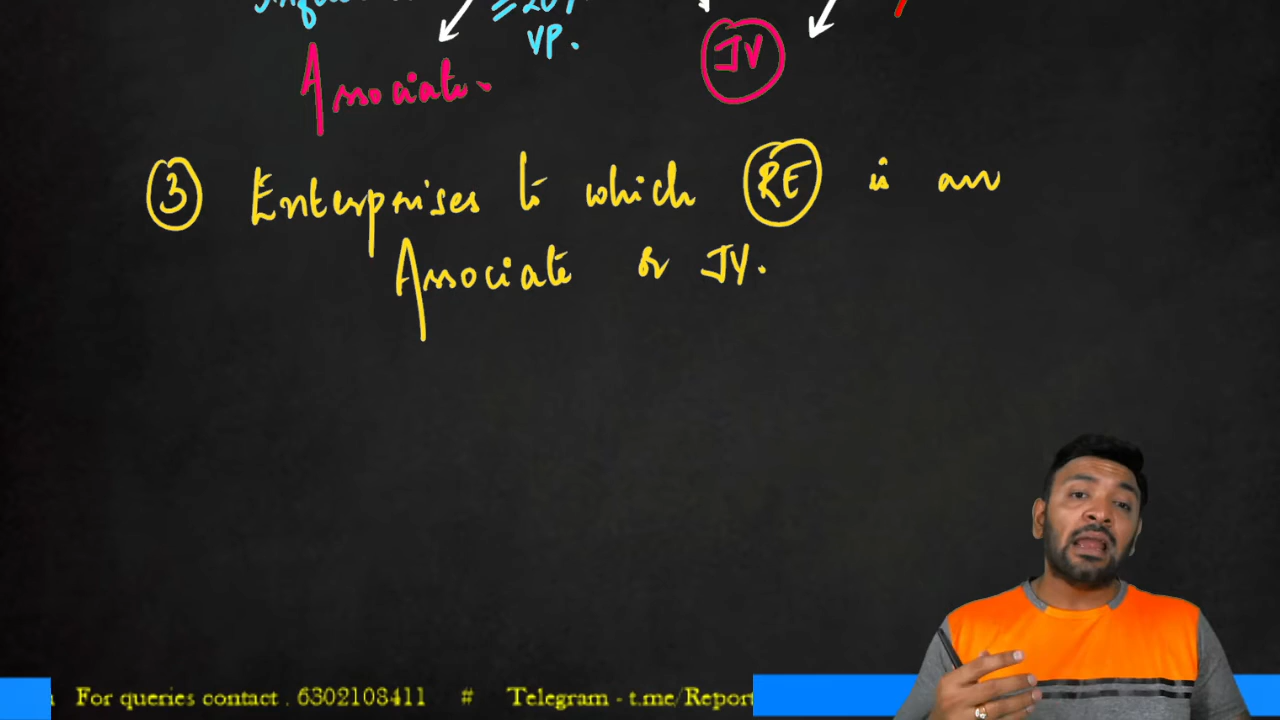 VP.
JV
Associate.
③ Enterprises to which RE is an
Associate or JV.
For queries contact . 6302108411 # Telegram - t.me/Report